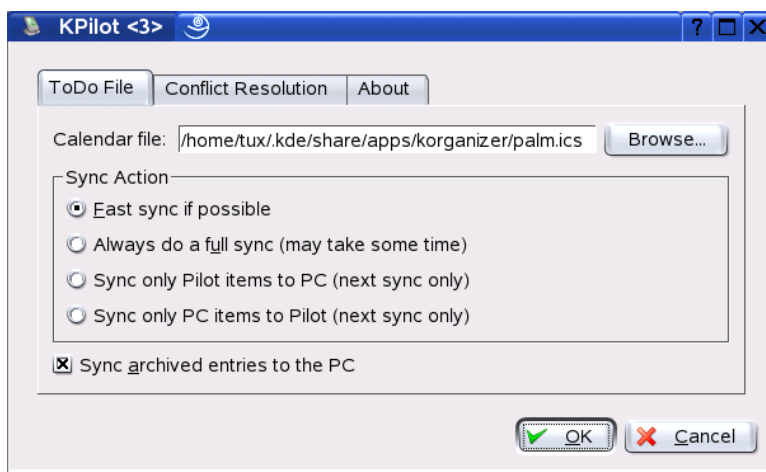 KPilot <3>
ToDo File Conflict Resolution About
Calendar file: /home/tux/.kde/share/apps/korganizer/palm.ics Browse...
Sync Action
Fast sync if possible
Always do a full sync (may take some time)
Sync only Pilot items to PC (next sync only)
Sync only PC items to Pilot (next sync only)
Sync archived entries to the PC
OK Cancel